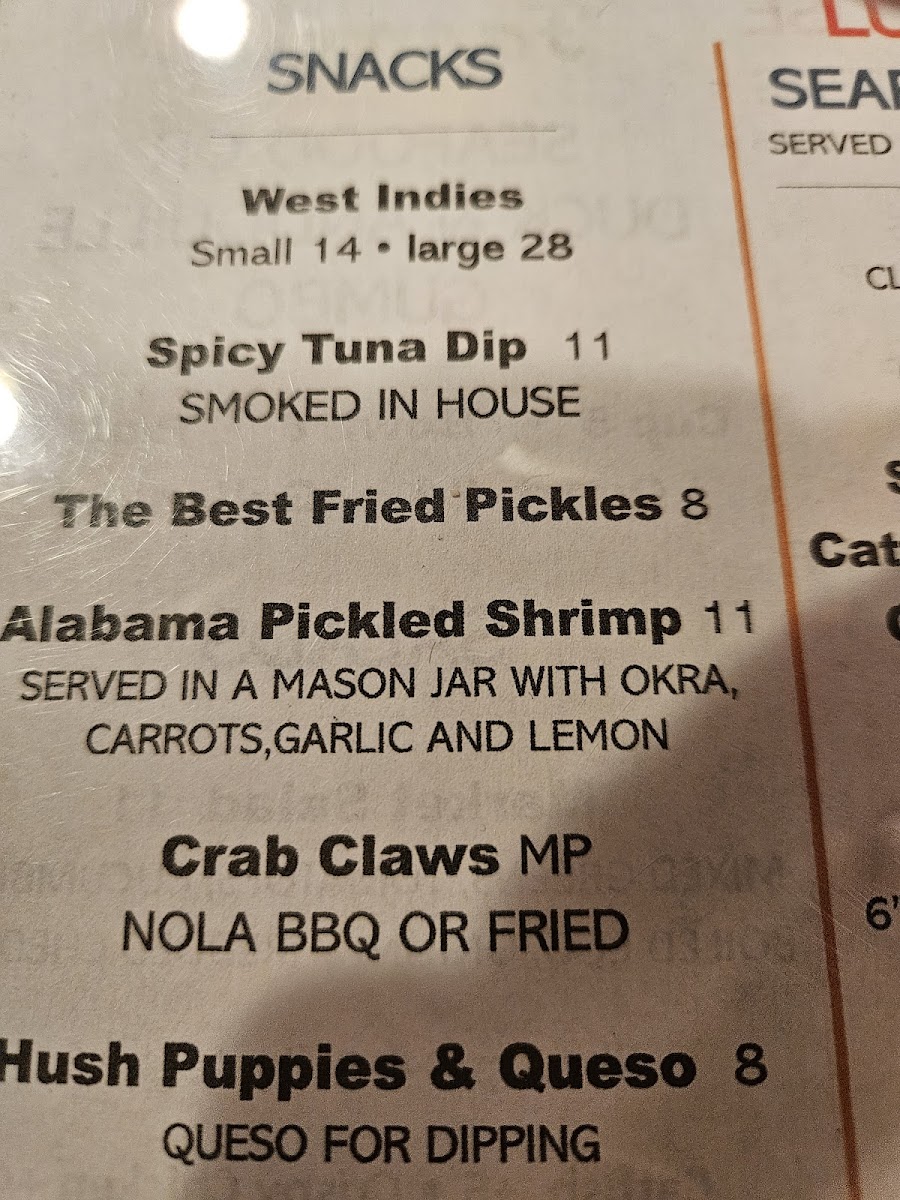 SNACKS
West Indies
Small 14 • large 28
Spicy Tuna Dip 11
SMOKED IN HOUSE
The Best Fried Pickles 8
Alabama Pickled Shrimp 11
SERVED IN A MASON JAR WITH OKRA,
CARROTS,GARLIC AND LEMON
Crab Claws MP
NOLA BBQ OR FRIED
Hush Puppies & Queso 8
QUESO FOR DIPPING
SERVED